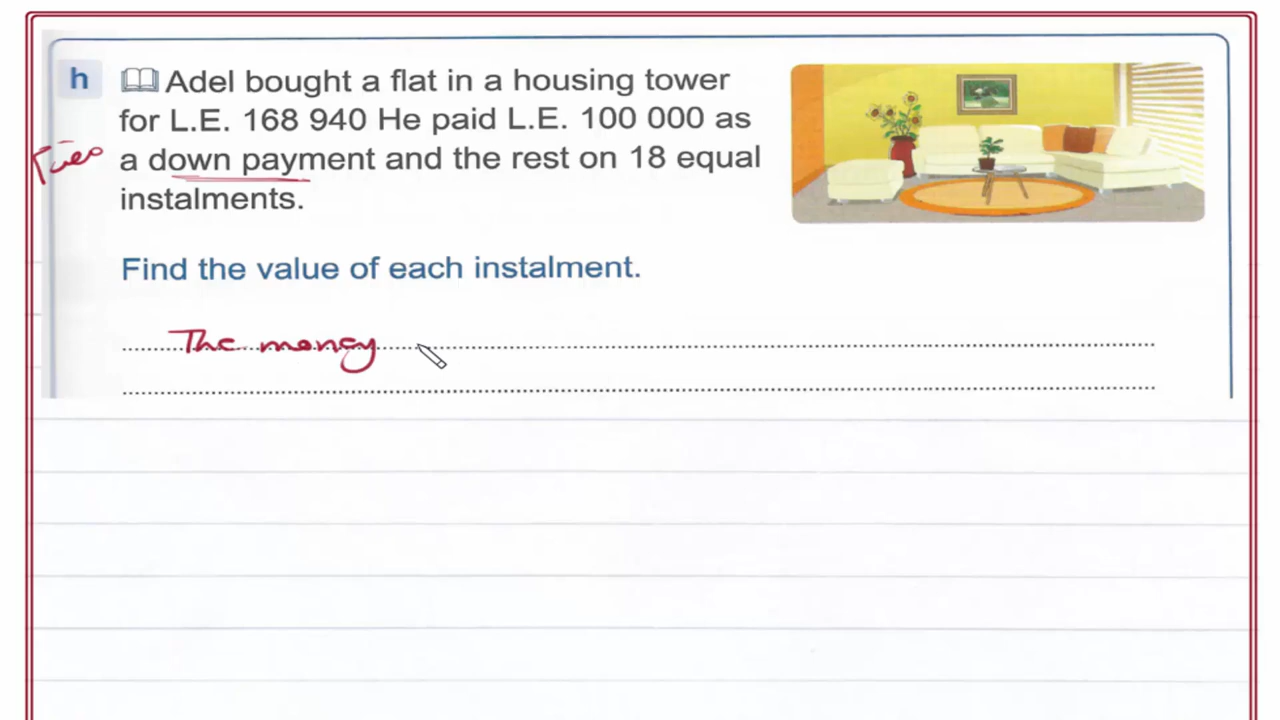 h Adel bought a flat in a housing tower
for L.E. 168 940 He paid L.E. 100 000 as
a down payment and the rest on 18 equal
instalments.
Find the value of each instalment.
The money